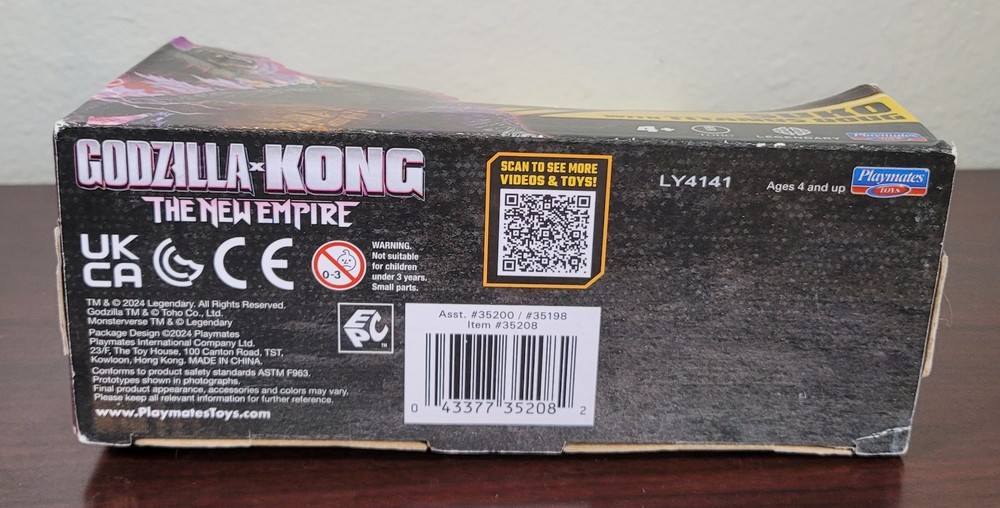 4+
LEGENDARY
Playmates
GODZILLA x KONG
THE NEW EMPIRE
SCAN TO SEE MORE
VIDEOS & TOYS!
LY4141
Ages 4 and up
Playmates
TOYS
UK
CA
CE
0-3
WARNING.
Not suitable
for children
under 3 years.
Small parts.
TM & © 2024 Legendary. All Rights Reserved.
Godzilla TM & © Toho Co., Ltd.
Monsterverse TM & © Legendary
Package Design ©2024 Playmates
Playmates International Company Ltd.
23/F, The Toy House, 100 Canton Road, TST,
Kowloon, Hong Kong. MADE IN CHINA.
Conforms to product safety standards ASTM F963.
Prototypes shown in photographs.
Final product appearance, accessories and colors may vary.
Please keep all relevant information for further reference.
www.PlaymatesToys.com
EPC TM
Asst. #35200 / #35198
Item #35208
0 43377 35208 2